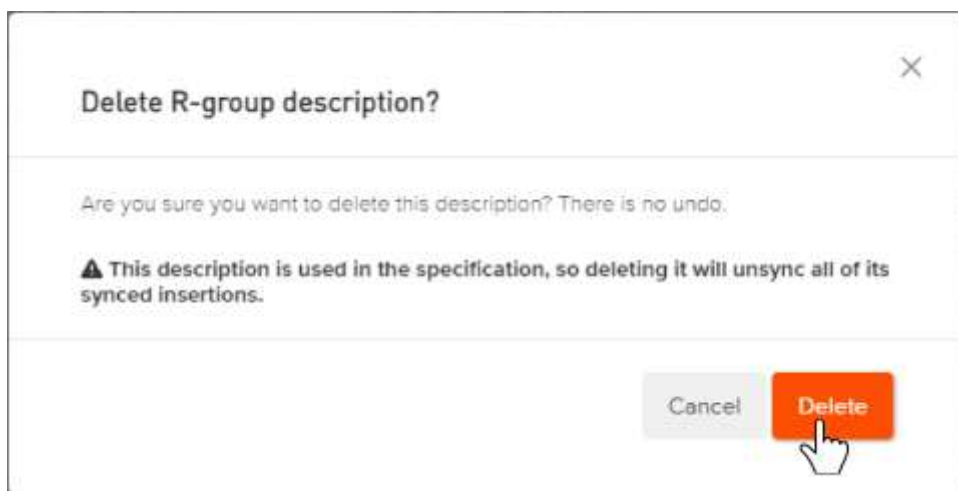 Delete R-group description?
Are you sure you want to delete this description? There is no undo.
This description is used in the specification, so deleting it will unsync all of its
synced insertions.
Cancel Delete